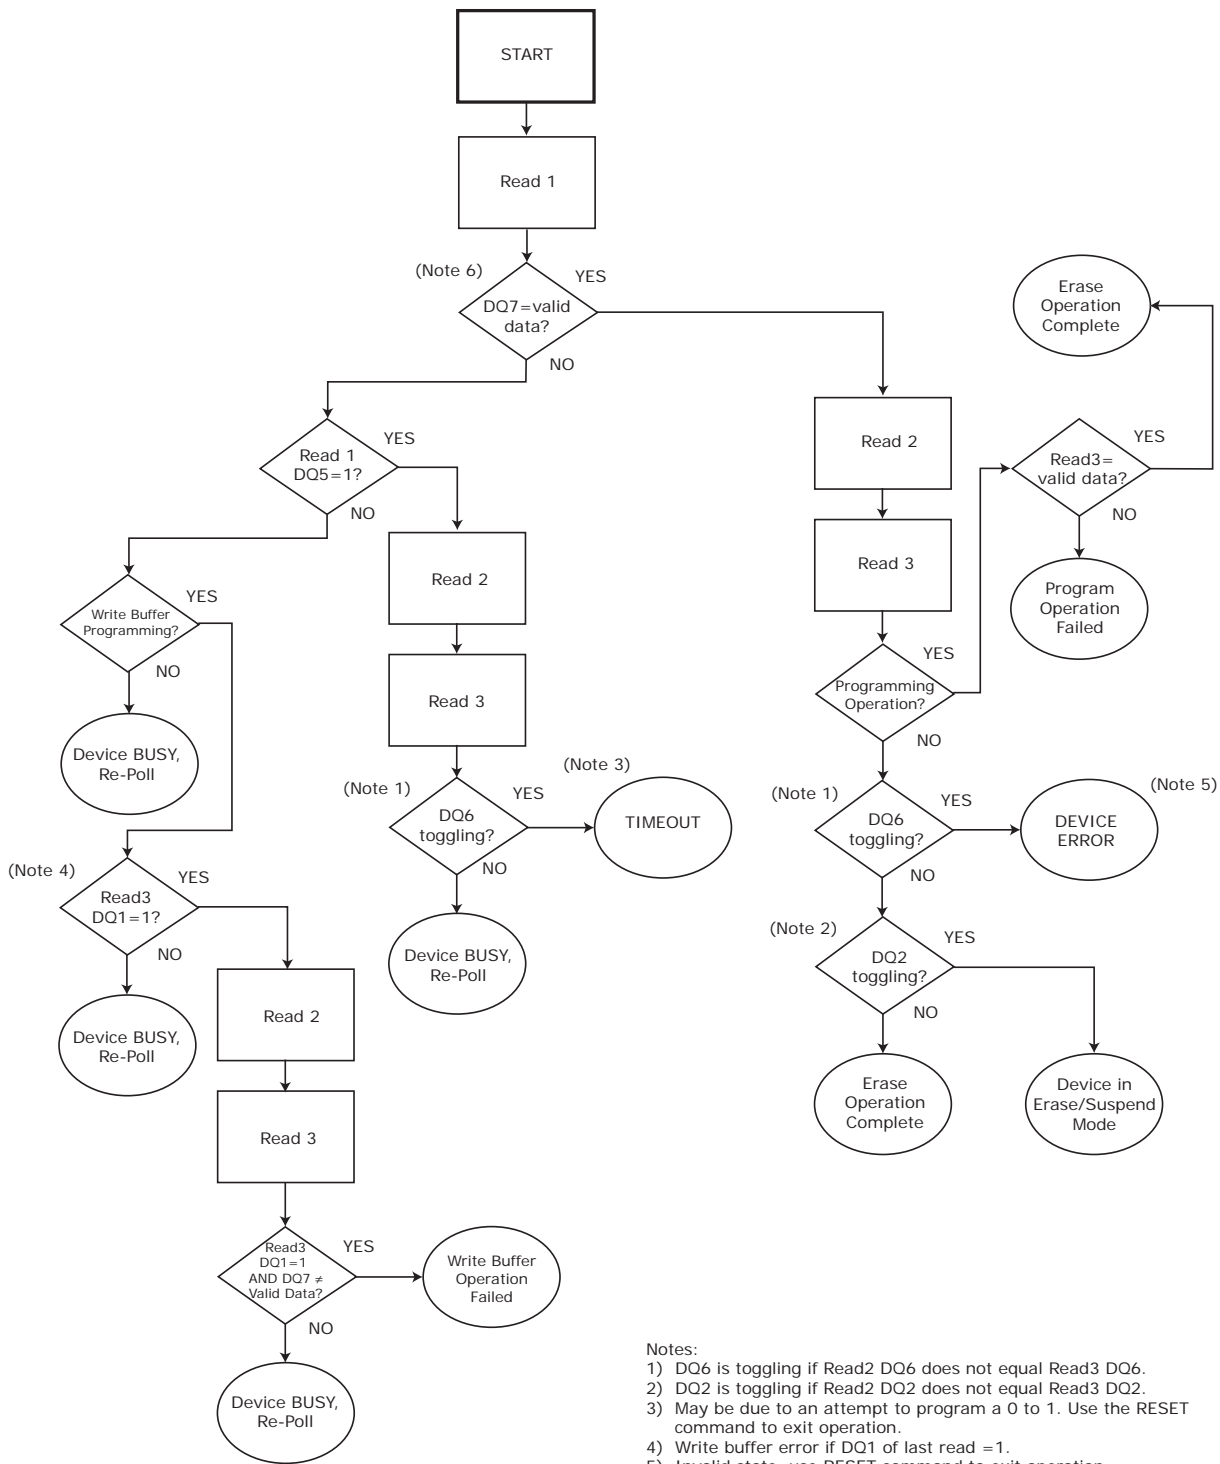 START
Read 1
(Note 6)
YES
DQ7=valid
data?
NO
Erase
Operation
Complete
Read 1
DQ5=1?
YES
NO
Read 2
Read3=
valid data?
YES
NO
Read 2
Read 3
Program
Operation
Failed
Write Buffer
Programming?
YES
NO
Programming
Operation?
YES
NO
Device BUSY,
Re-Poll
Read 3
(Note 1)
DQ6
toggling?
YES
NO
(Note 3)
TIMEOUT
(Note 1)
DQ6
toggling?
YES
NO
DEVICE
ERROR
(Note 5)
(Note 4)
Read3
DQ1=1?
YES
NO
Device BUSY,
Re-Poll
(Note 2)
DQ2
toggling?
YES
NO
Device BUSY,
Re-Poll
Read 2
Erase
Operation
Complete
Device in
Erase/Suspend
Mode
Read 3
Read3
DQ1=1
AND DQ7 ≠
Valid Data?
YES
NO
Write Buffer
Operation
Failed
Device BUSY,
Re-Poll
Notes:
1) DQ6 is toggling if Read2 DQ6 does not equal Read3 DQ6.
2) DQ2 is toggling if Read2 DQ2 does not equal Read3 DQ2.
3) May be due to an attempt to program a 0 to 1. Use the RESET
command to exit operation.
4) Write buffer error if DQ1 of last read =1.